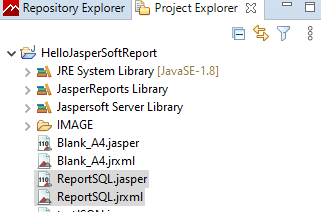 Repository Explorer Project Explorer
HelloJasperSoftReport
JRE System Library [JavaSE-1.8]
JasperReports Library
Jaspersoft Server Library
IMAGE
Blank_A4.jasper
Blank_A4.jrxml
ReportSQL.jasper
ReportSQL.jrxml